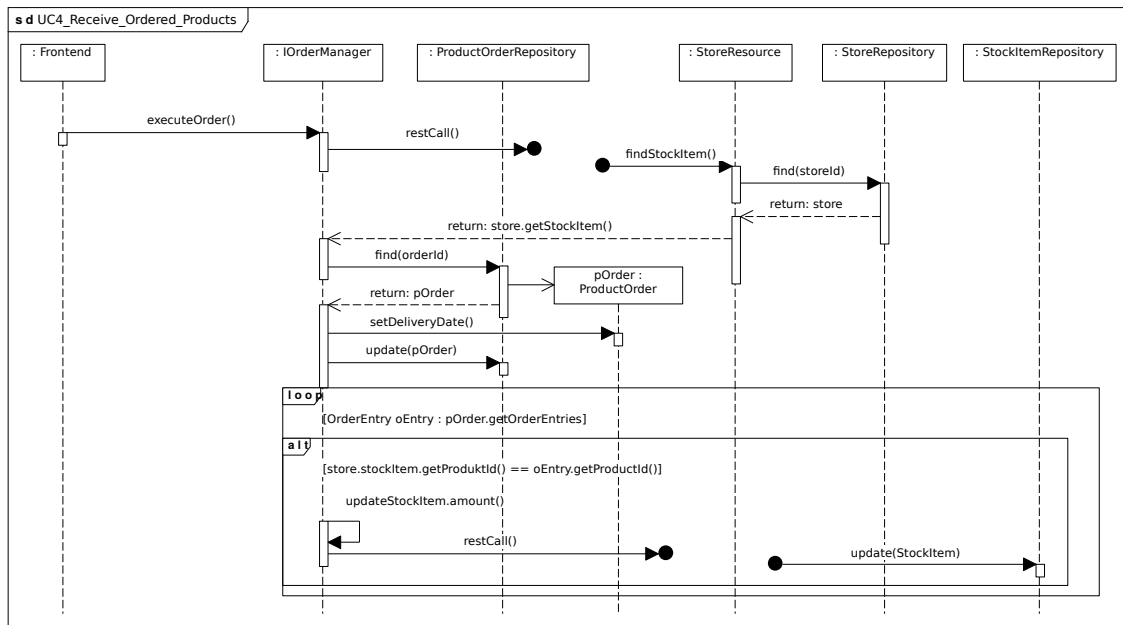 sd UC4_Receive_Ordered_Products
: Frontend
: IOrderManager
: ProductOrderRepository
: StoreResource
: StoreRepository
: StockItemRepository
executeOrder()
restCall()
findStockItem()
find(storeId)
return: store
return: store.getStockItem()
find(orderId)
pOrder :
ProductOrder
return: pOrder
setDeliveryDate()
update(pOrder)
loop
[OrderEntry oEntry : pOrder.getOrderEntries]
alt
[store.stockItem.getProduktId() == oEntry.getProductId()]
updateStockItem.amount()
restCall()
update(StockItem)